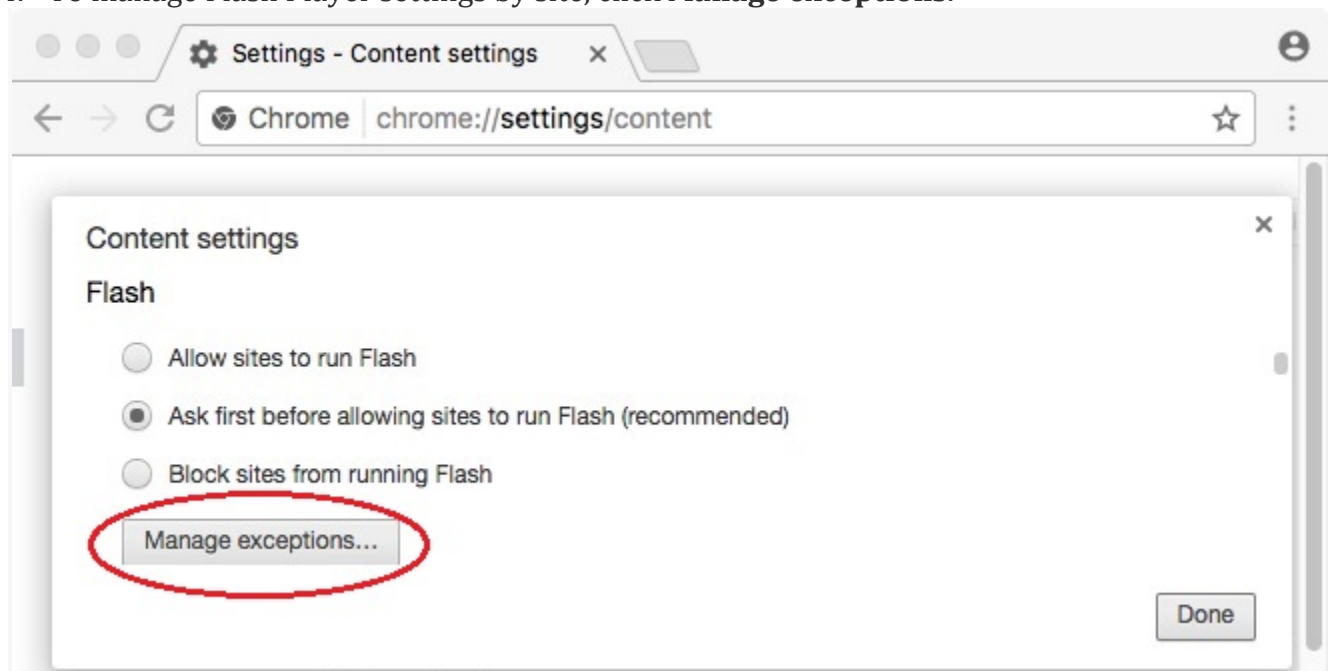 To manage Flash Player settings by site, click Manage exceptions.
Settings - Content settings
Chrome chrome://settings/content
Content settings
Flash
Allow sites to run Flash
Ask first before allowing sites to run Flash (recommended)
Block sites from running Flash
Manage exceptions...
Done